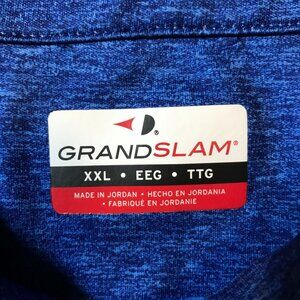 GRANDSLAM®
XXL • EEG • TTG
MADE IN JORDAN • HECHO EN JORDANIA
• FABRIQUÉ EN JORDANIE